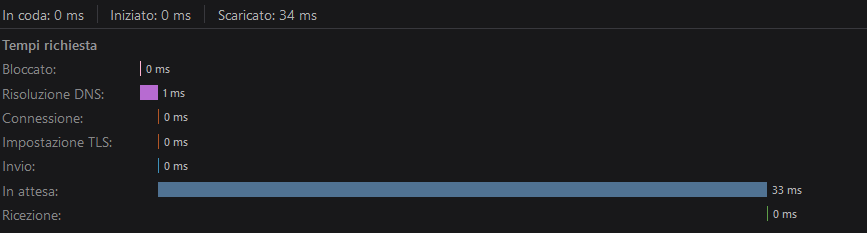 In coda: 0 ms Iniziato: 0 ms Scaricato: 34 ms
Tempi richiesta
Bloccato: 0 ms
Risoluzione DNS: 1 ms
Connessione: 0 ms
Impostazione TLS: 0 ms
Invio: 0 ms
In attesa: 33 ms
Ricezione: 0 ms